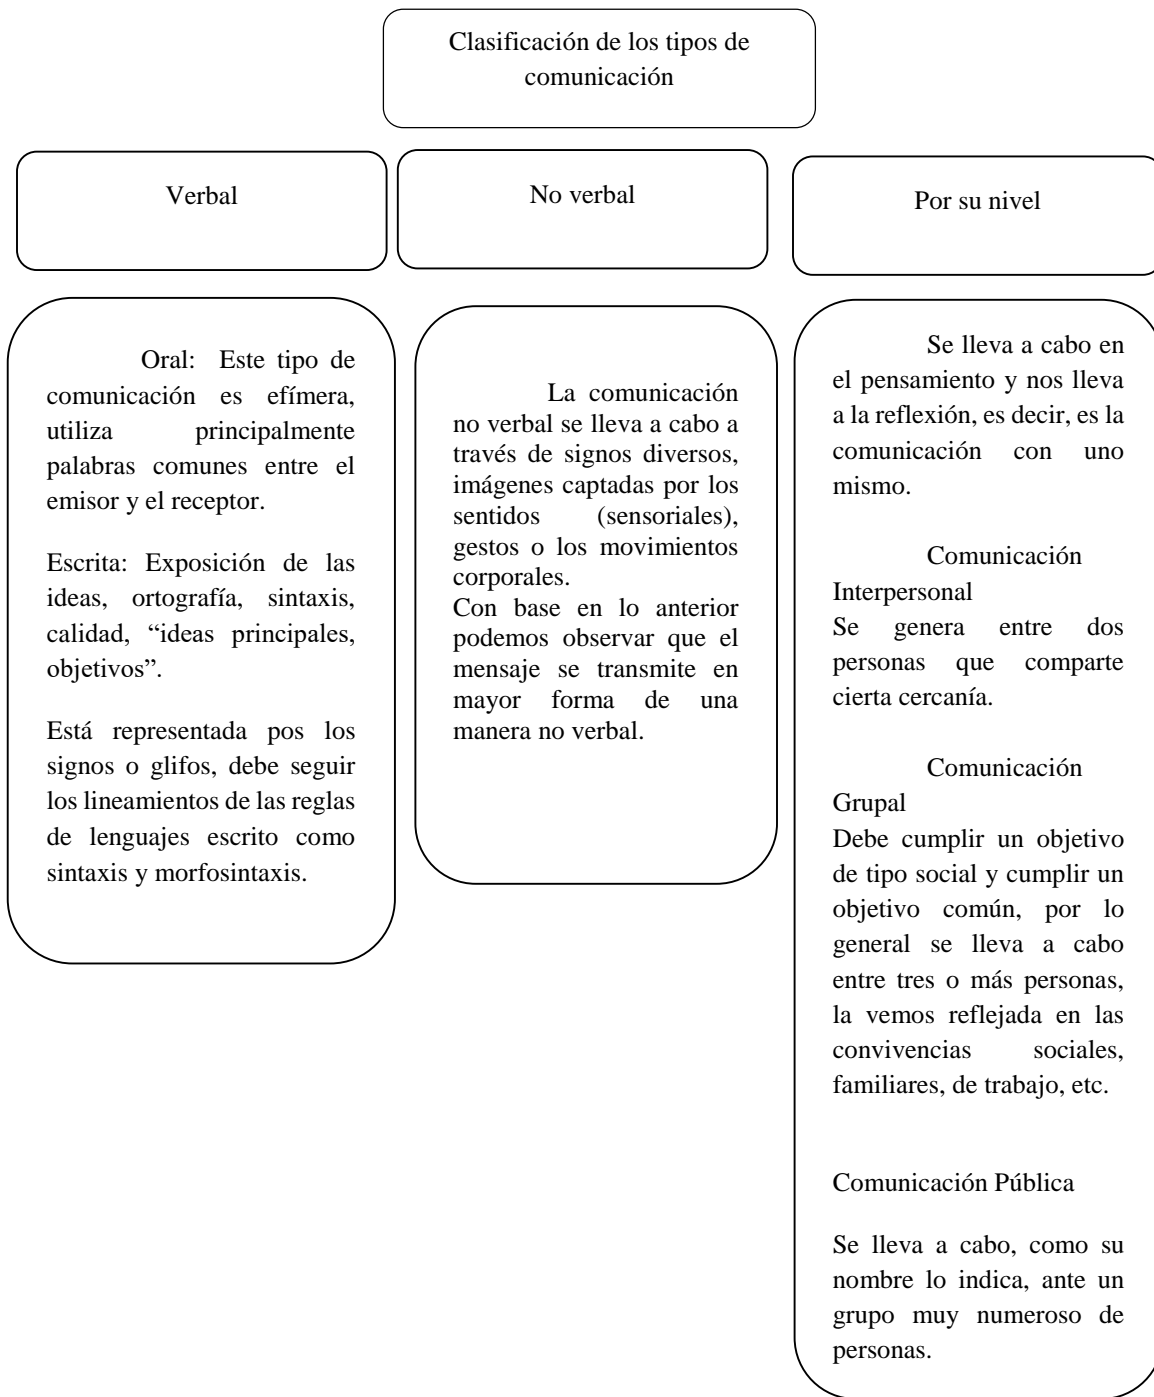 Clasificación de los tipos de
comunicación
Verbal
No verbal
Por su nivel
Oral: Este tipo de
comunicación es efímera,
utiliza principalmente
palabras comunes entre el
emisor y el receptor.
Escrita: Exposición de las
ideas, ortografía, sintaxis,
calidad, “ideas principales,
objetivos”.
Está representada pos los
signos o glifos, debe seguir
los lineamientos de las reglas
de lenguajes escrito como
sintaxis y morfosintaxis.
La comunicación
no verbal se lleva a cabo a
través de signos diversos,
imágenes captadas por los
sentidos (sensoriales),
gestos o los movimientos
corporales.
Con base en lo anterior
podemos observar que el
mensaje se transmite en
mayor forma de una
manera no verbal.
Se lleva a cabo en
el pensamiento y nos lleva
a la reflexión, es decir, es la
comunicación con uno
mismo.
Comunicación
Interpersonal
Se genera entre dos
personas que comparte
cierta cercanía.
Comunicación
Grupal
Debe cumplir un objetivo
de tipo social y cumplir un
objetivo común, por lo
general se lleva a cabo
entre tres o más personas,
la vemos reflejada en las
convivencias sociales,
familiares, de trabajo, etc.
Comunicación Pública
Se lleva a cabo, como su
nombre lo indica, ante un
grupo muy numeroso de
personas.